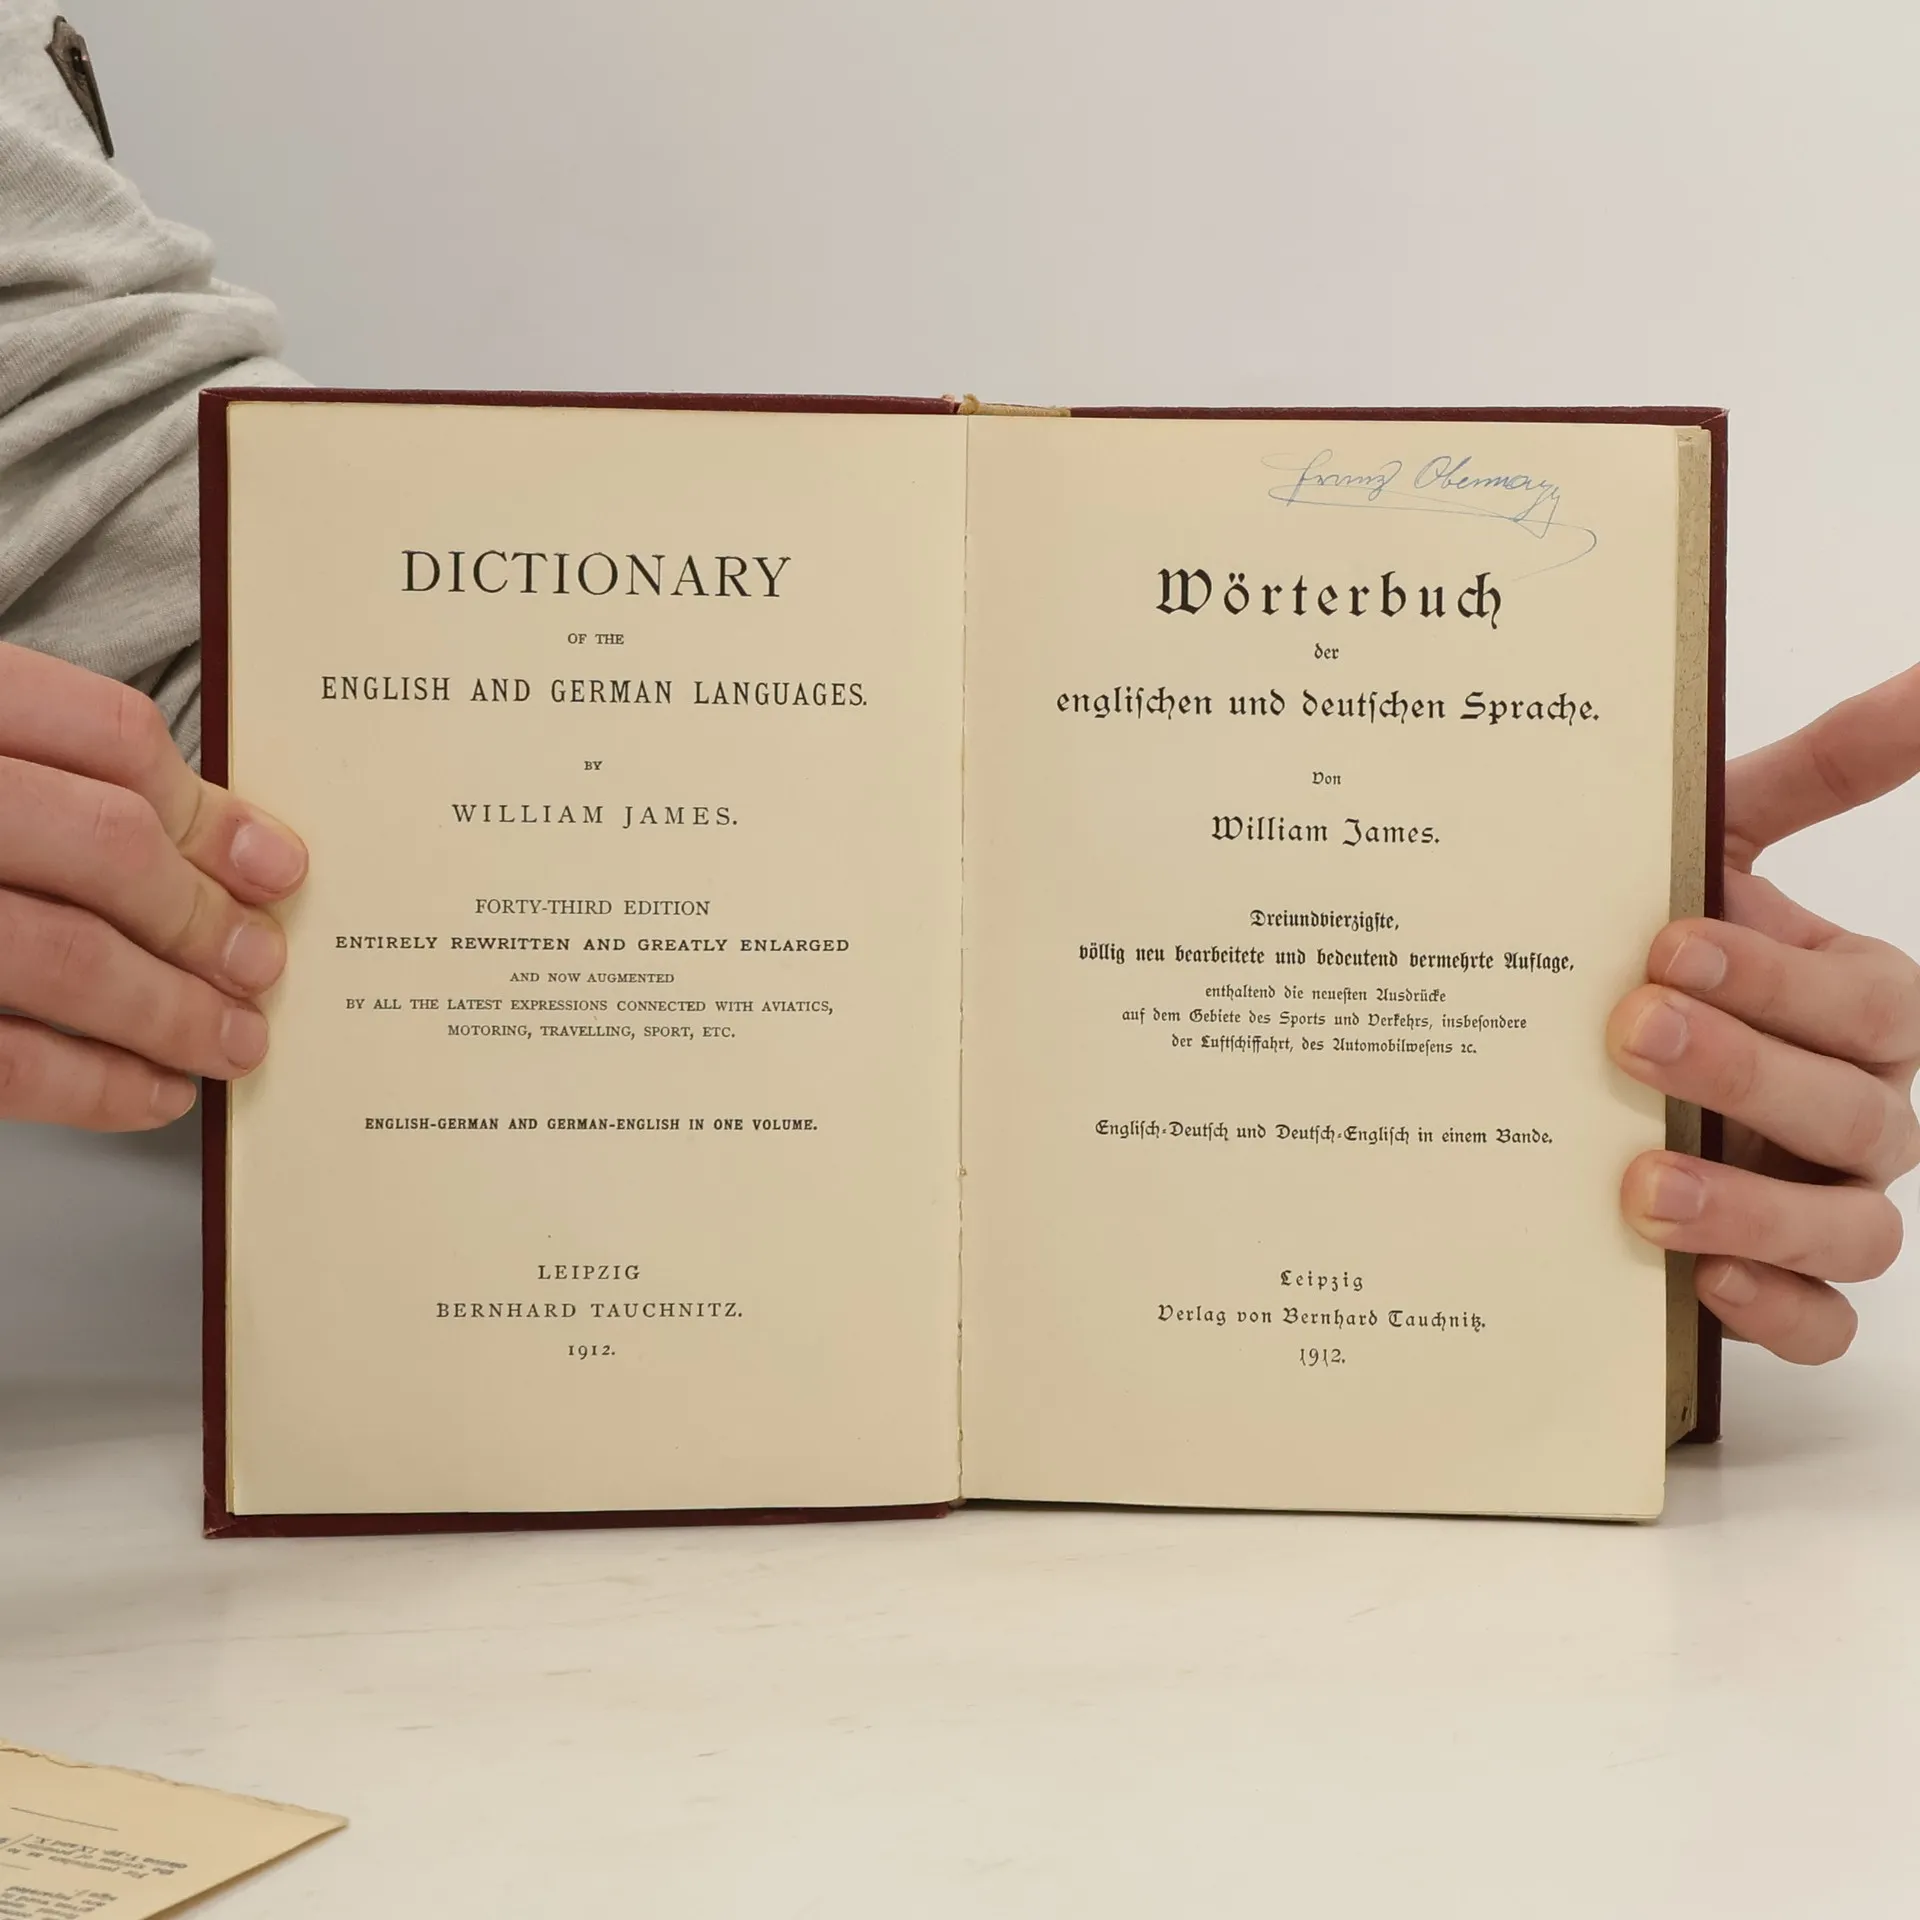 DICTIONARY
OF THE
ENGLISH AND GERMAN LANGUAGES.
BY
WILLIAM JAMES.
FORTY-THIRD EDITION
ENTIRELY REWRITTEN AND GREATLY ENLARGED
AND NOW AUGMENTED
BY ALL THE LATEST EXPRESSIONS CONNECTED WITH AVIATICS,
MOTORING, TRAVELLING, SPORT, ETC.
ENGLISH-GERMAN AND GERMAN-ENGLISH IN ONE VOLUME.
LEIPZIG
BERNHARD TAUCHNITZ.
1912.
Franz
Wörterbuch
der
engliſchen und deutſchen Sprache.
Von
William James.
Dreiundvierzigſte,
völlig neu bearbeitete und bedeutend vermehrte Auflage,
enthaltend die neueſten Ausdrücke
auf dem Gebiete des Sports und Verkehrs, insbeſondere
der Luftſchiffahrt, des Automobilweſens ꝛc.
Engliſch-Deutſch und Deutſch-Engliſch in einem Bande.
Leipzig
Verlag von Bernhard Tauchnitz.
1912.